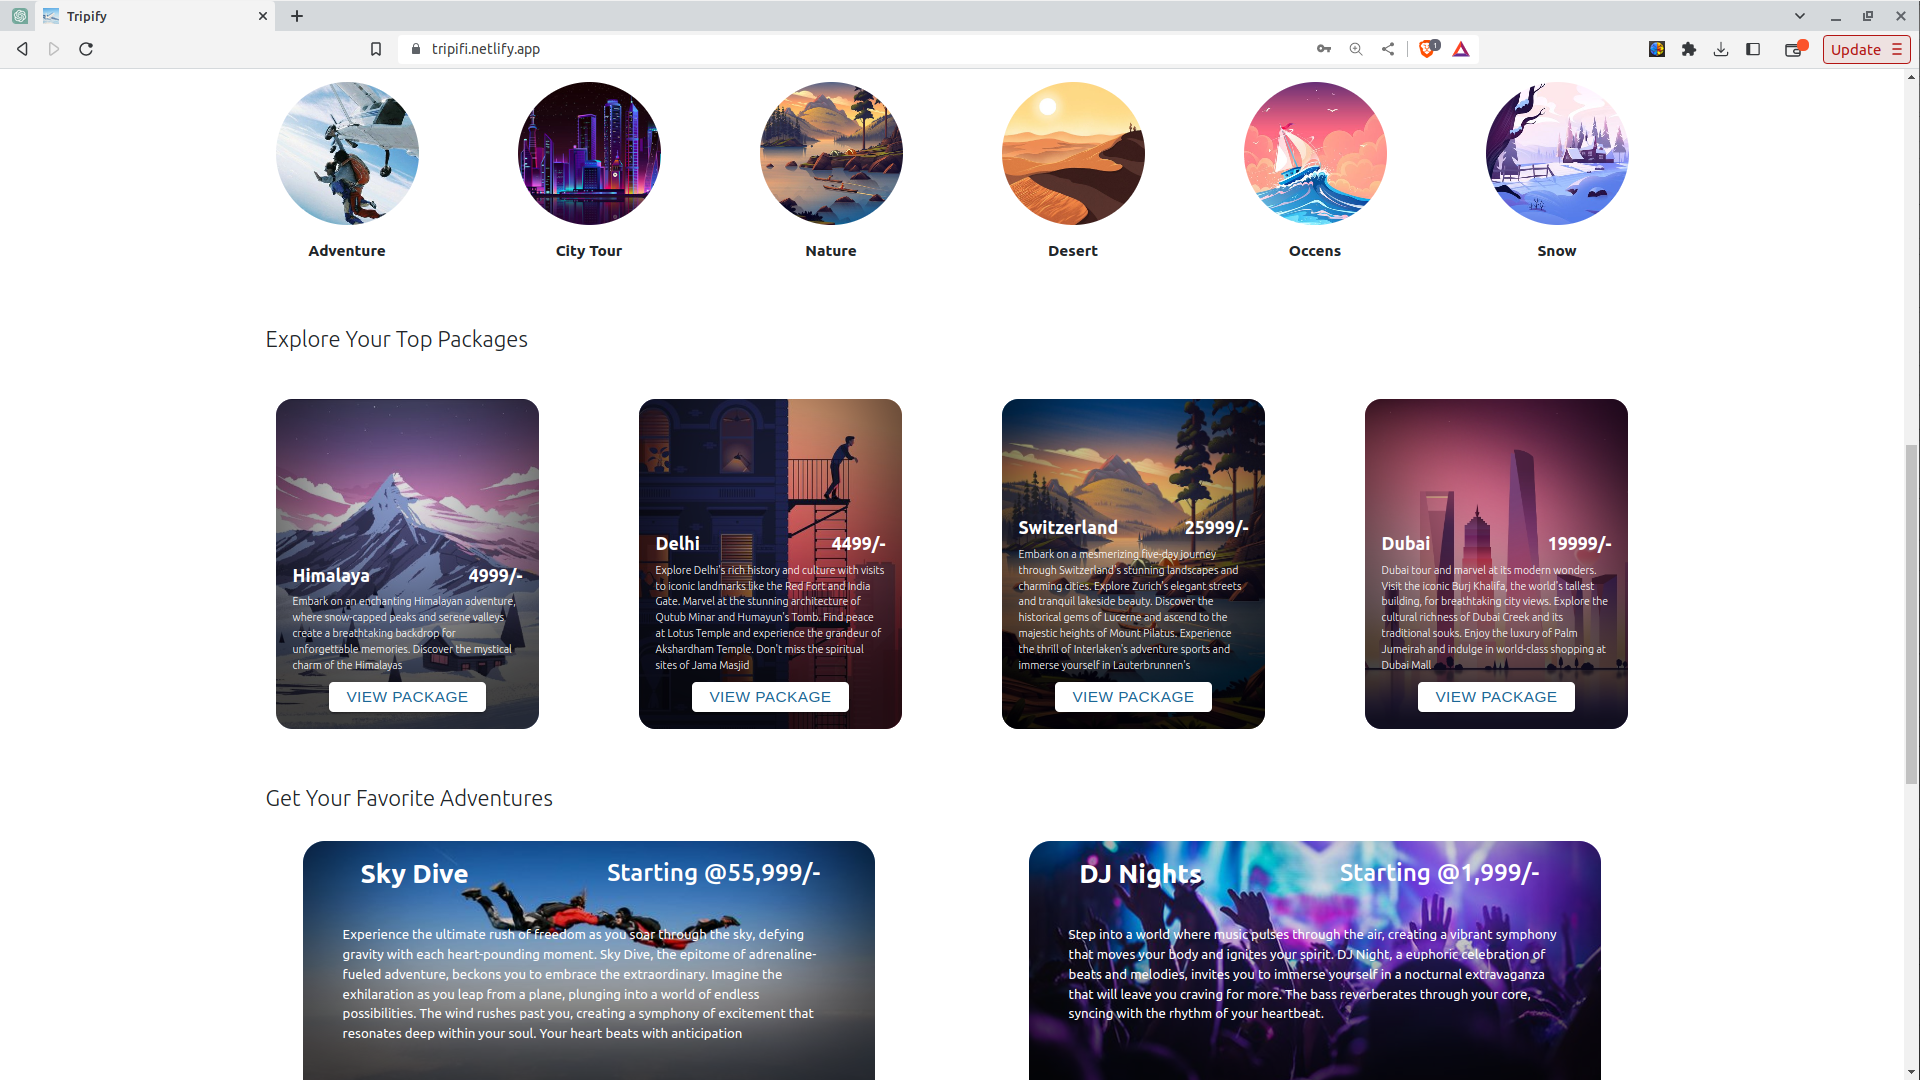 Tripify
tripifi.netlify.app
1
Update
Adventure
City Tour
Nature
Desert
Occens
Snow
Explore Your Top Packages
Himalaya 4999/-
Embark on an enchanting Himalayan adventure,
where snow-capped peaks and serene valleys
create a breathtaking backdrop for
unforgettable memories. Discover the mystical
charm of the Himalayas
VIEW PACKAGE
Delhi 4499/-
Explore Delhi's rich history and culture with visits
to iconic landmarks like the Red Fort and India
Gate. Marvel at the stunning architecture of
Qutub Minar and Humayun's Tomb. Find peace
at Lotus Temple and experience the grandeur of
Akshardham Temple. Don't miss the spiritual
sites of Jama Masjid
VIEW PACKAGE
Switzerland 25999/-
Embark on a mesmerizing five-day journey
through Switzerland's stunning landscapes and
charming cities. Explore Zurich's elegant streets
and tranquil lakeside beauty. Discover the
historical gems of Lucerne and ascend to the
majestic heights of Mount Pilatus. Experience
the thrill of Interlaken's adventure sports and
immerse yourself in Lauterbrunnen's
VIEW PACKAGE
Dubai 19999/-
Dubai tour and marvel at its modern wonders.
Visit the iconic Burj Khalifa, the world's tallest
building, for breathtaking city views. Explore the
cultural richness of Dubai Creek and its
traditional souks. Enjoy the luxury of Palm
Jumeirah and indulge in world-class shopping at
Dubai Mall
VIEW PACKAGE
Get Your Favorite Adventures
Sky Dive Starting @55,999/-
Experience the ultimate rush of freedom as you soar through the sky, defying
gravity with each heart-pounding moment. Sky Dive, the epitome of adrenaline-
fueled adventure, beckons you to embrace the extraordinary. Imagine the
exhilaration as you leap from a plane, plunging into a world of endless
possibilities. The wind rushes past you, creating a symphony of excitement that
resonates deep within your soul. Your heart beats with anticipation
DJ Nights Starting @1,999/-
Step into a world where music pulses through the air, creating a vibrant symphony
that moves your body and ignites your spirit. DJ Night, a euphoric celebration of
beats and melodies, invites you to immerse yourself in a nocturnal extravaganza
that will leave you craving for more. The bass reverberates through your core,
syncing with the rhythm of your heartbeat.